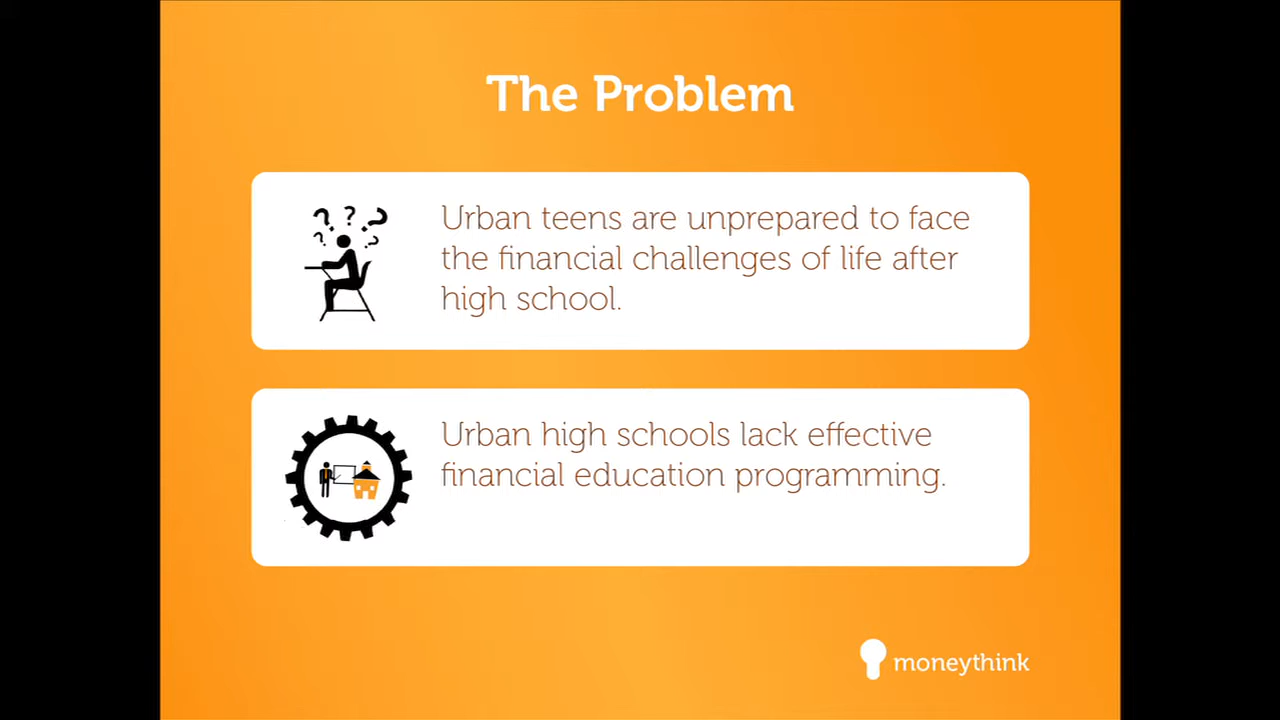 The Problem
Urban teens are unprepared to face
the financial challenges of life after
high school.
Urban high schools lack effective
financial education programming.
moneythink